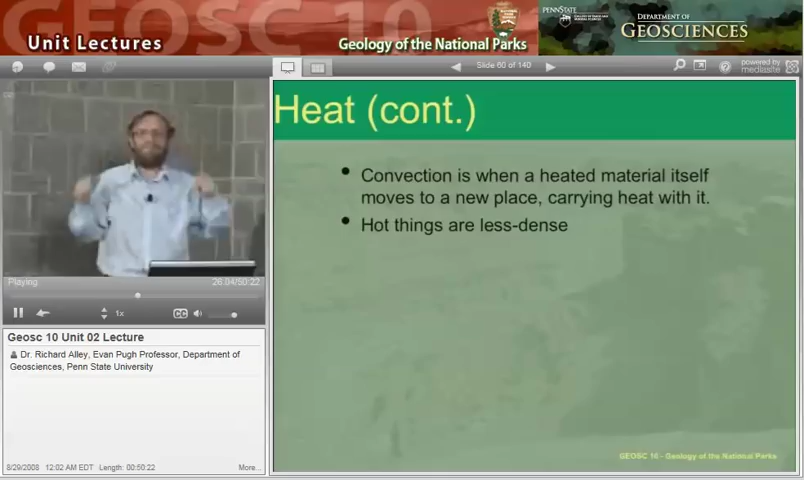 GEOSC 10
Unit Lectures
Geology of the National Parks
PENNSTATE
DEPARTMENT OF
GEOSCIENCES
Slide 80 of 140
powered by
mediasite
Heat (cont.)
• Convection is when a heated material itself
moves to a new place, carrying heat with it.
• Hot things are less-dense
GEOSC 10 - Geology of the National Parks
Playing
26:04/50:22
1x
CC
Geosc 10 Unit 02 Lecture
Dr. Richard Alley, Evan Pugh Professor, Department of
Geosciences, Penn State University
8/29/2008 12:02 AM EDT Length: 00:50:22
More...